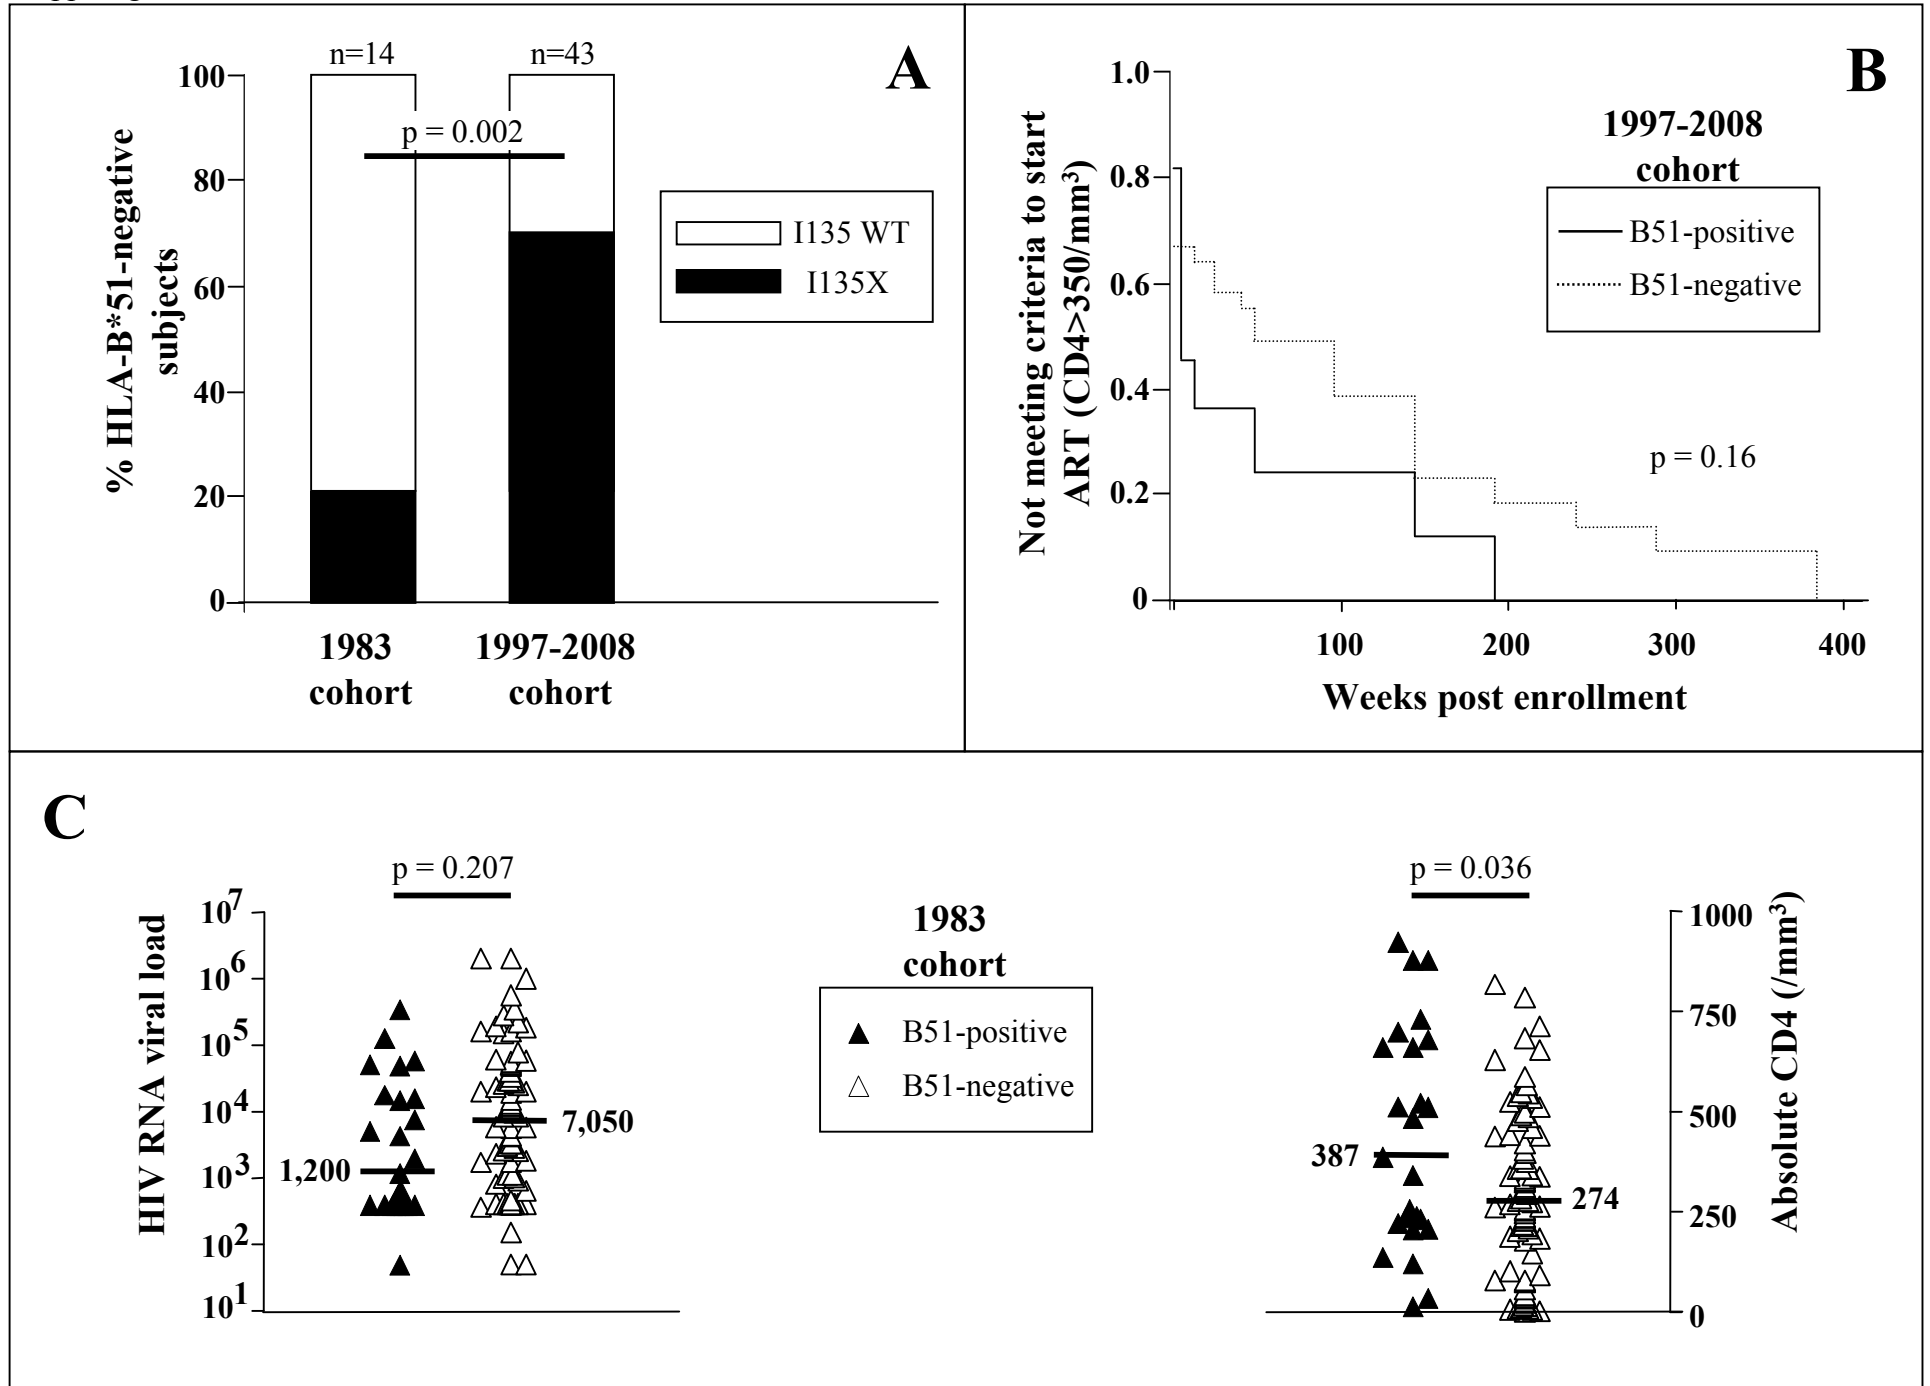 A
n=14
n=43
100
80
60
40
20
0
p = 0.002
% HLA-B*51-negative
subjects
I135 WT
I135X
1983
cohort
1997-2008
cohort
B
1.0
0.8
0.6
0.4
0.2
0
Not meeting criteria to start
ART (CD4>350/mm³)
1997-2008
cohort
B51-positive
B51-negative
p = 0.16
100
200
300
400
Weeks post enrollment
C
p = 0.207
10⁷
10⁶
10⁵
10⁴
10³
10²
10¹
HIV RNA viral load
1,200
7,050
1983
cohort
B51-positive
B51-negative
p = 0.036
387
274
1000
750
500
250
0
Absolute CD4 (/mm³)